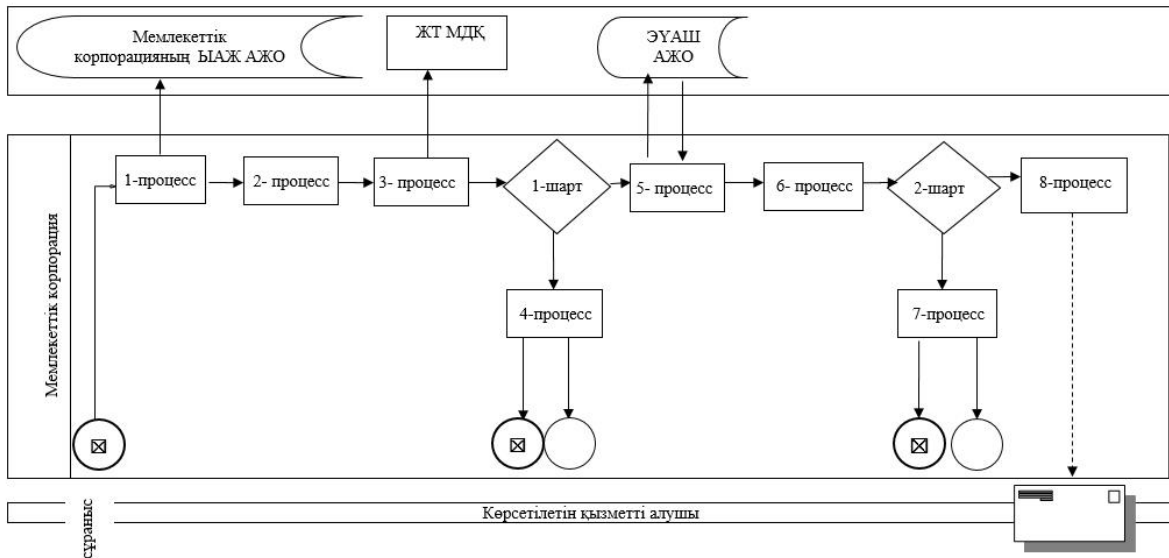 Мемлекеттік
корпорацияның ЫАЖ АЖО
ЖТ МДҚ
ЭҮАШ
АЖО
Мемлекеттік корпорация
1-процесс
2- процесс
3- процесс
1-шарт
5- процесс
6- процесс
2-шарт
8-процесс
4-процесс
7-процесс
сұраныс
Көрсетілетін қызметті алушы